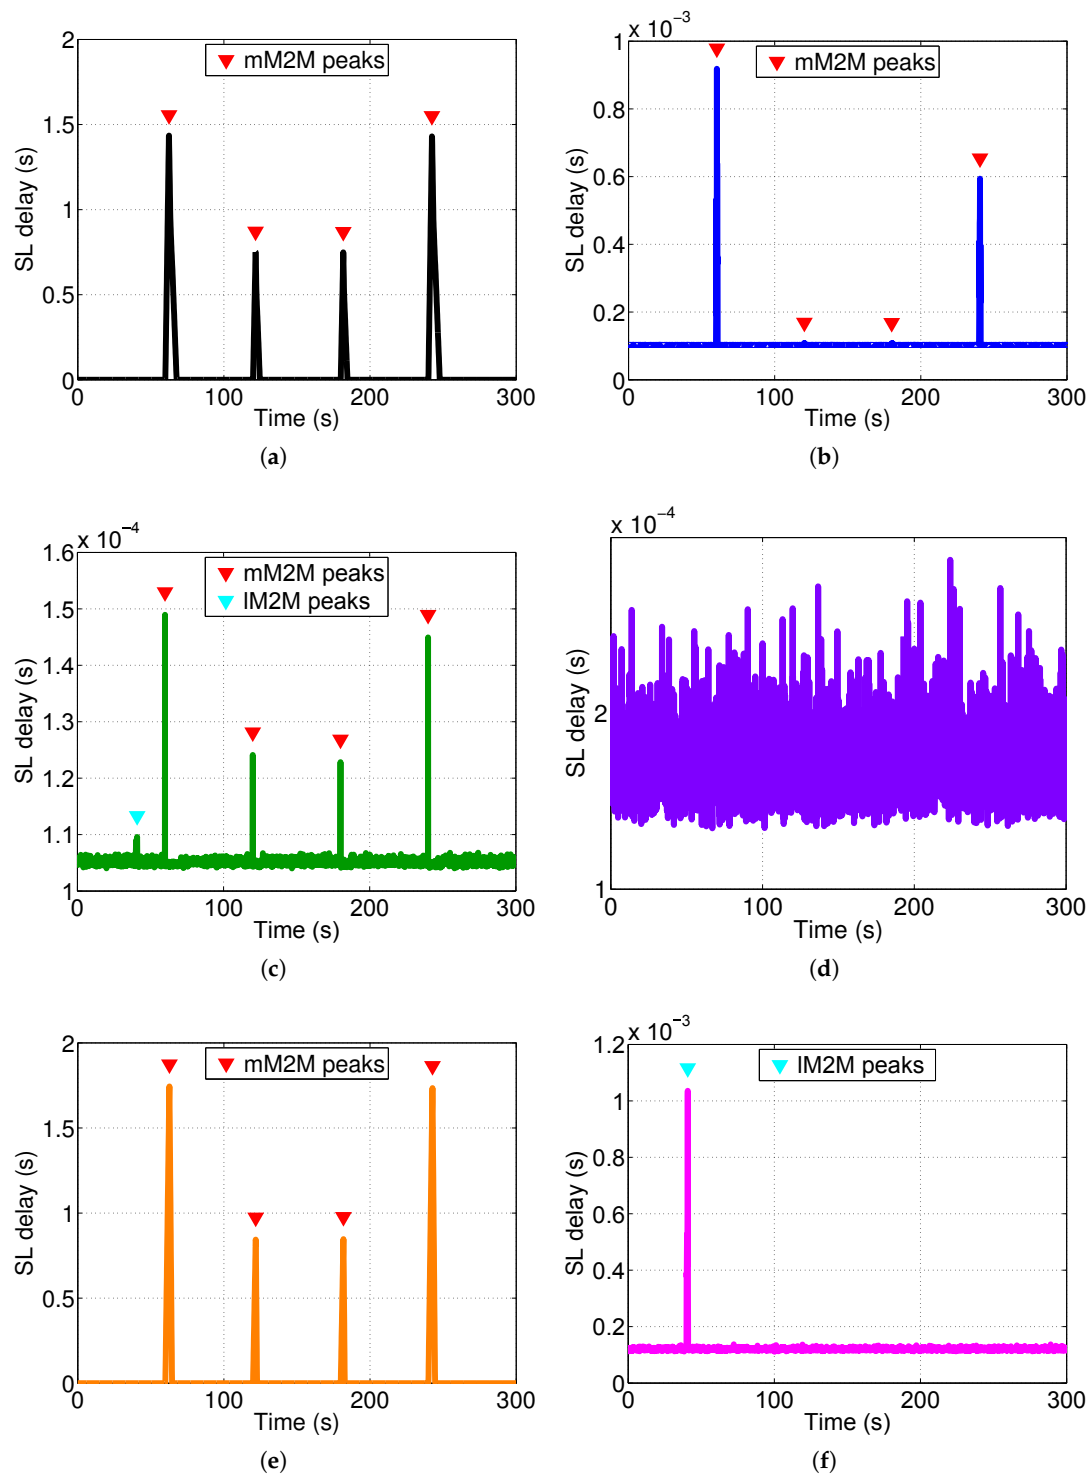 2
1.5
1
0.5
0
0
100
200
300
SL delay (s)
Time (s)
mM2M peaks
(a)
x 10⁻³
1
0.8
0.6
0.4
0.2
0
0
100
200
300
SL delay (s)
Time (s)
mM2M peaks
(b)
x 10⁻⁴
1.6
1.5
1.4
1.3
1.2
1.1
1
0
100
200
300
SL delay (s)
Time (s)
mM2M peaks
lM2M peaks
(c)
x 10⁻⁴
2
1
0
100
200
300
SL delay (s)
Time (s)
(d)
2
1.5
1
0.5
0
0
100
200
300
SL delay (s)
Time (s)
mM2M peaks
(e)
x 10⁻³
1.2
1
0.8
0.6
0.4
0.2
0
0
100
200
300
SL delay (s)
Time (s)
lM2M peaks
(f)